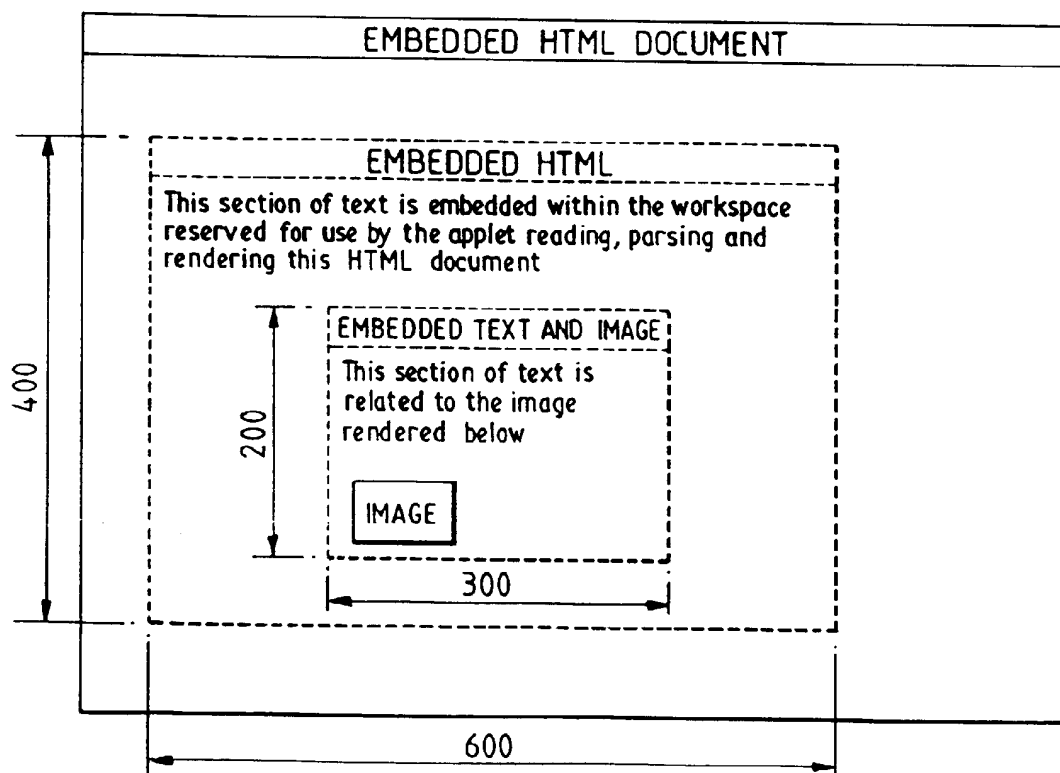 EMBEDDED HTML DOCUMENT
EMBEDDED HTML
This section of text is embedded within the workspace
reserved for use by the applet reading, parsing and
rendering this HTML document
EMBEDDED TEXT AND IMAGE
This section of text is
related to the image
rendered below
IMAGE
400
200
300
600